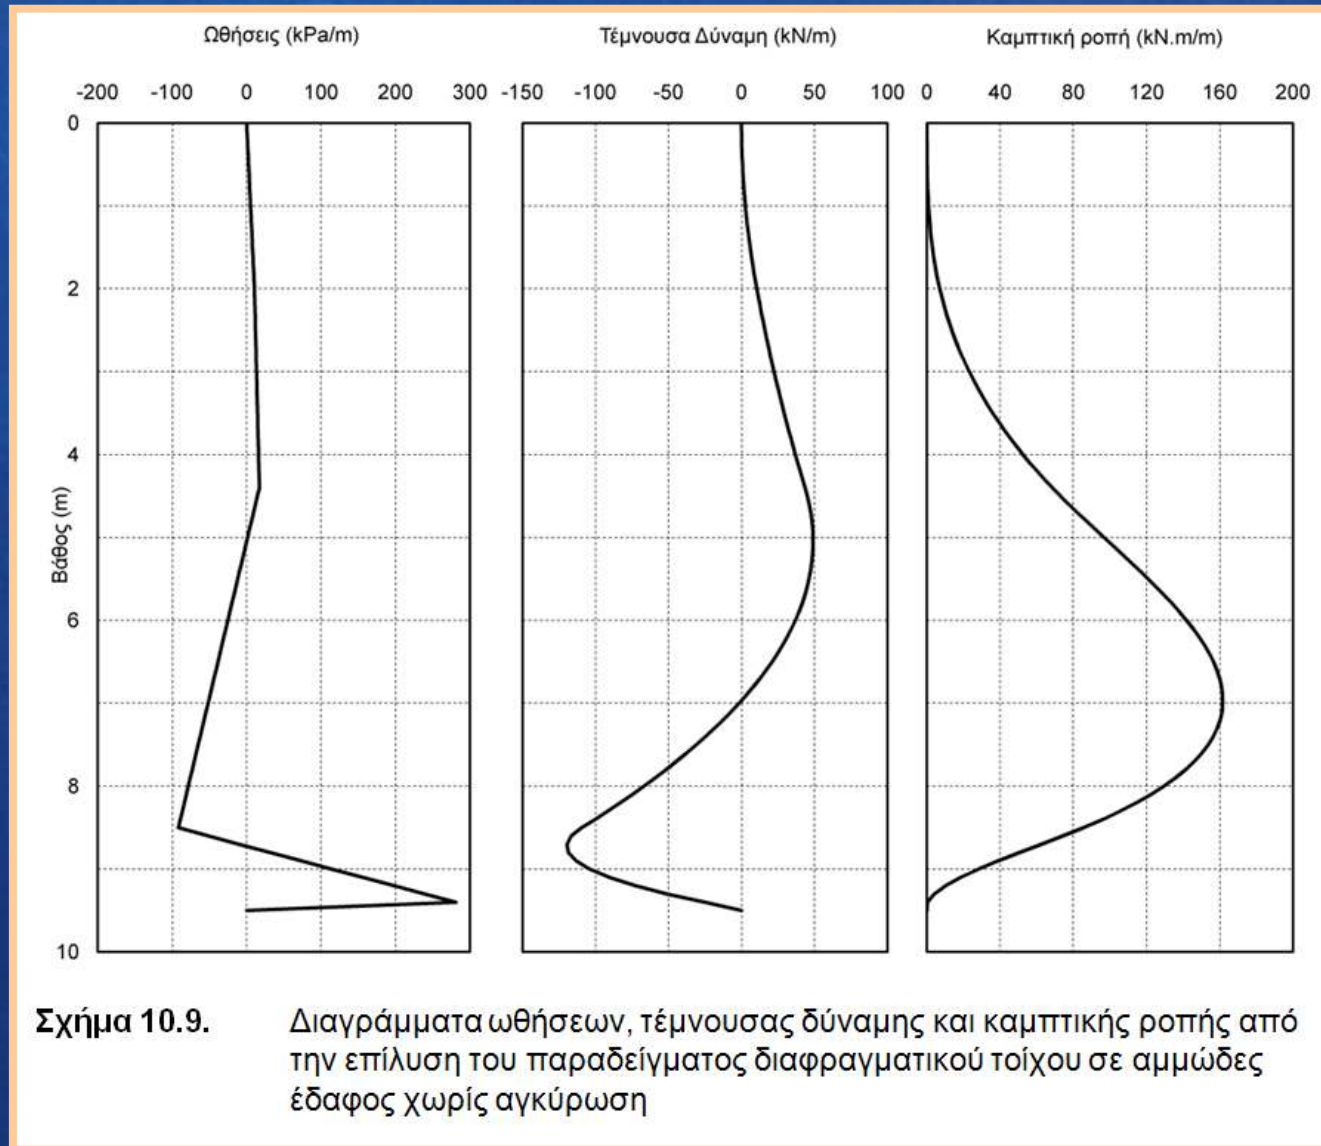 Ωθήσεις (kPa/m) Τέμνουσα Δύναμη (kN/m) Καμπτική ροπή (kN.m/m)
-200 -100 0 100 200 300 -150 -100 -50 0 50 100 0 40 80 120 160 200
0
2
4
6
8
10
Βάθος (m)
Σχήμα 10.9. Διαγράμματα ωθήσεων, τέμνουσας δύναμης και καμπτικής ροπής από
την επίλυση του παραδείγματος διαφραγματικού τοίχου σε αμμώδες
έδαφος χωρίς αγκύρωση